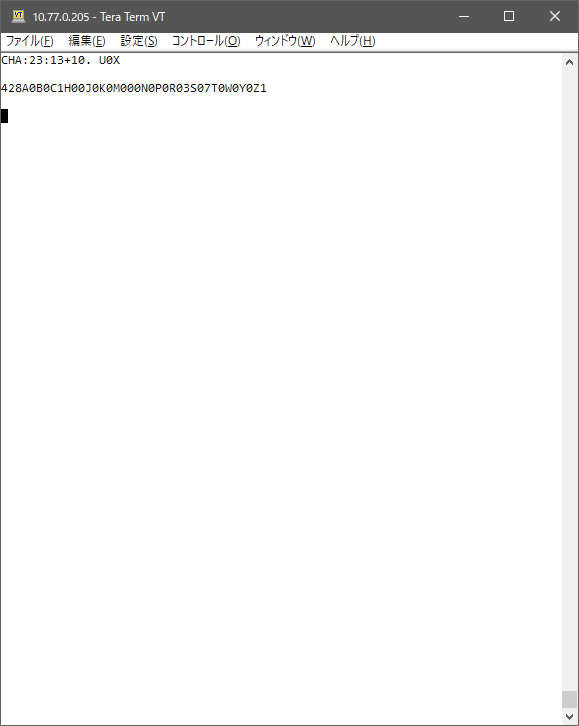 10.77.0.205 - Tera Term VT
ファイル(F) 編集(E) 設定(S) コントロール(O) ウィンドウ(W) ヘルプ(H)
CHA:23:13+10. U0X
428A0B0C1H00J0K0M000N0P0R03S07T0W0Y0Z1